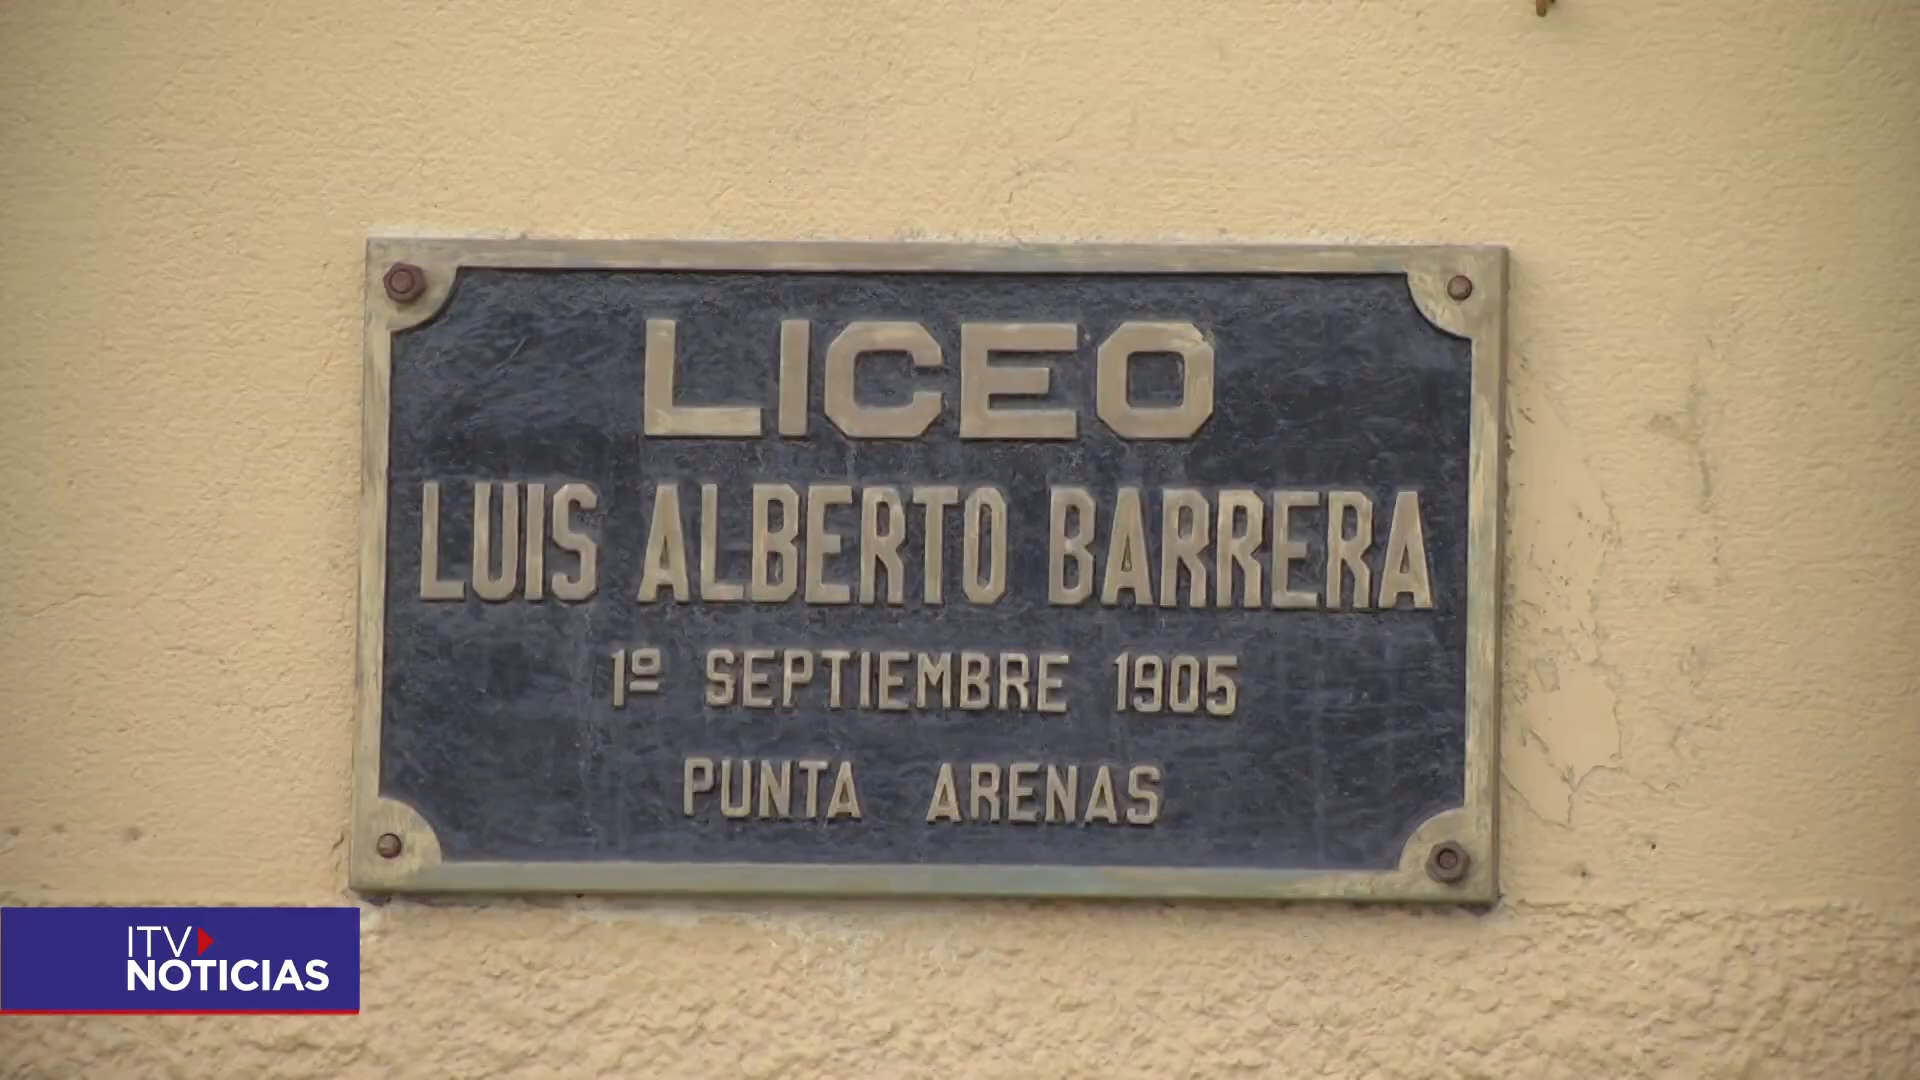 LICEO
LUIS ALBERTO BARRERA
1º SEPTIEMBRE 1905
PUNTA ARENAS
ITV
NOTICIAS